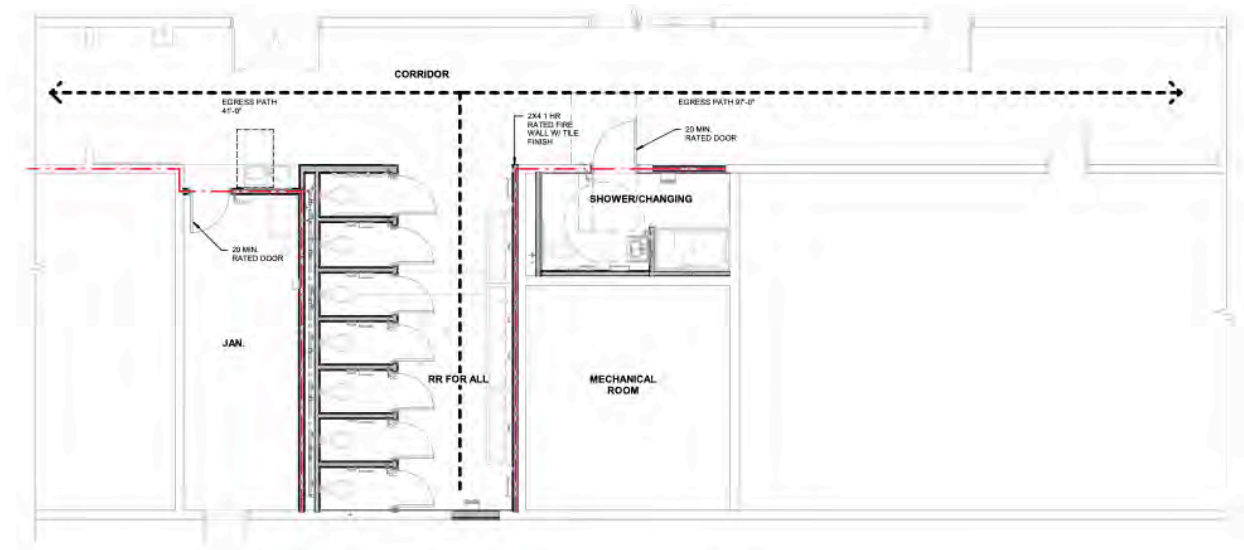 CORRIDOR
EGRESS PATH
41'-9"
EGRESS PATH 97'-0"
2X4 1 HR
RATED FIRE
WALL W/ TILE
FINISH
20 MIN.
RATED DOOR
SHOWER/CHANGING
20 MIN.
RATED DOOR
JAN.
RR FOR ALL
MECHANICAL
ROOM